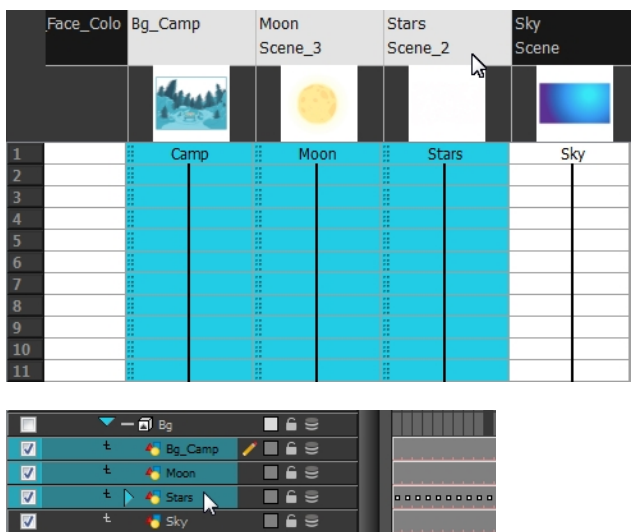 _Face_Colo Bg_Camp Moon Stars Sky
Scene_3 Scene_2 Scene
1 Camp Moon Stars Sky
2
3
4
5
6
7
8
9
10
11
Bg
Bg_Camp
Moon
Stars
Sky